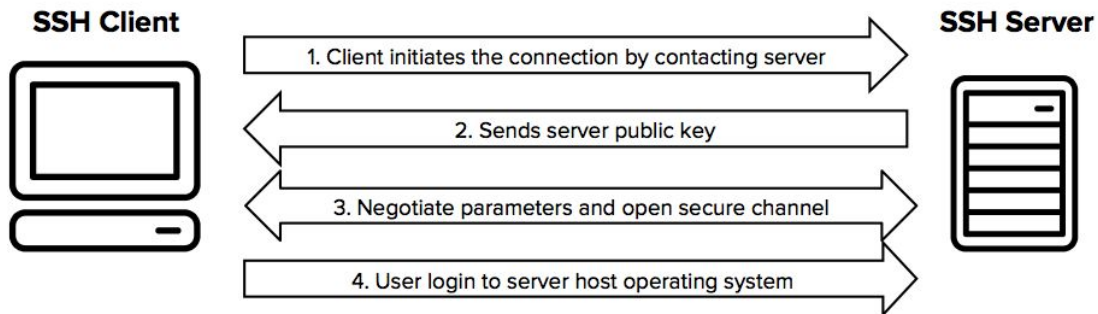 SSH Client
SSH Server
1. Client initiates the connection by contacting server
2. Sends server public key
3. Negotiate parameters and open secure channel
4. User login to server host operating system